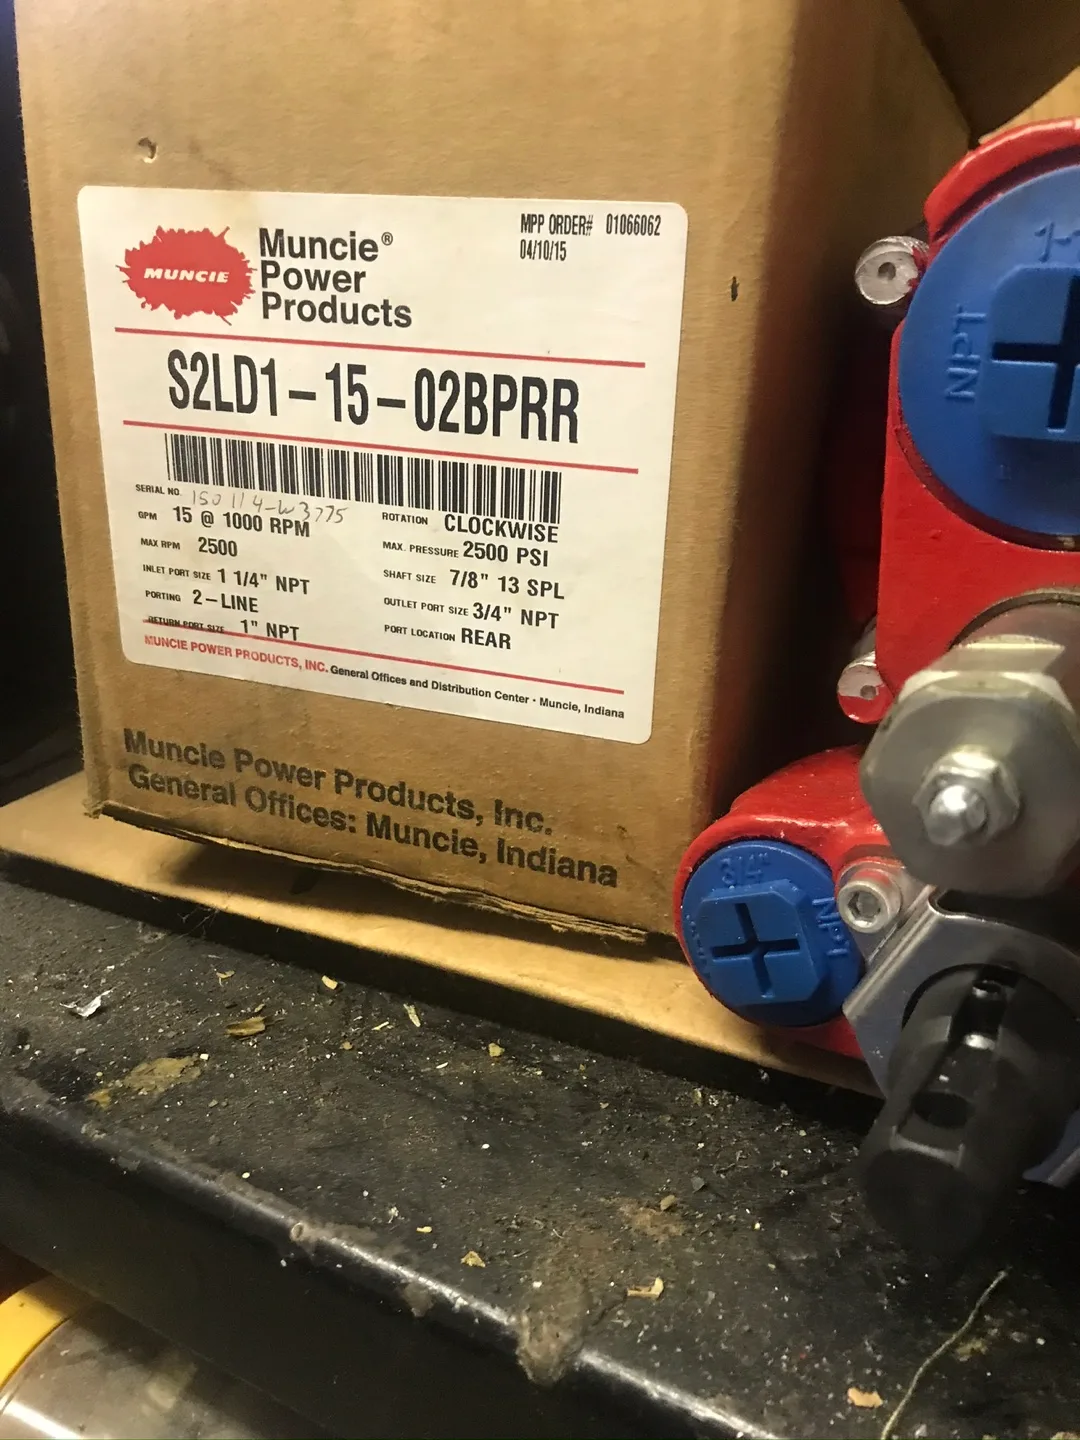 MUNCIE
Muncie®
Power
Products
MPP ORDER# 01066062
04/10/15
S2LD1-15-02BPRR
SERIAL NO. 150114-W3775
GPM 15 @ 1000 RPM
ROTATION CLOCKWISE
MAX RPM 2500
MAX. PRESSURE 2500 PSI
INLET PORT SIZE 1 1/4" NPT
SHAFT SIZE 7/8" 13 SPL
PORTING 2-LINE
OUTLET PORT SIZE 3/4" NPT
RETURN PORT SIZE 1" NPT
PORT LOCATION REAR
MUNCIE POWER PRODUCTS, INC. General Offices and Distribution Center · Muncie, Indiana
Muncie Power Products, Inc.
General Offices: Muncie, Indiana
NPT
3/4"
NPT